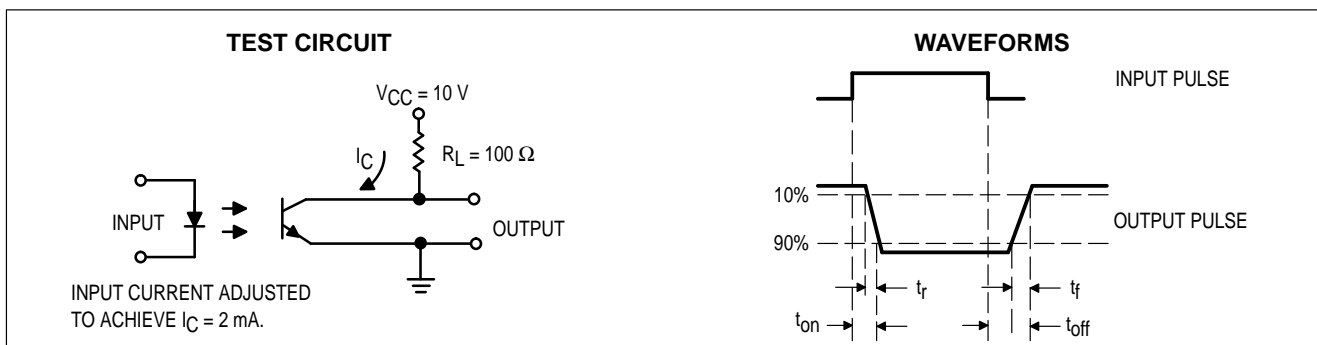 TEST CIRCUIT
VCC = 10 V
IC
RL = 100 Ω
INPUT
OUTPUT
INPUT CURRENT ADJUSTED
TO ACHIEVE IC = 2 mA.
WAVEFORMS
INPUT PULSE
10%
OUTPUT PULSE
90%
tr
tf
ton
toff